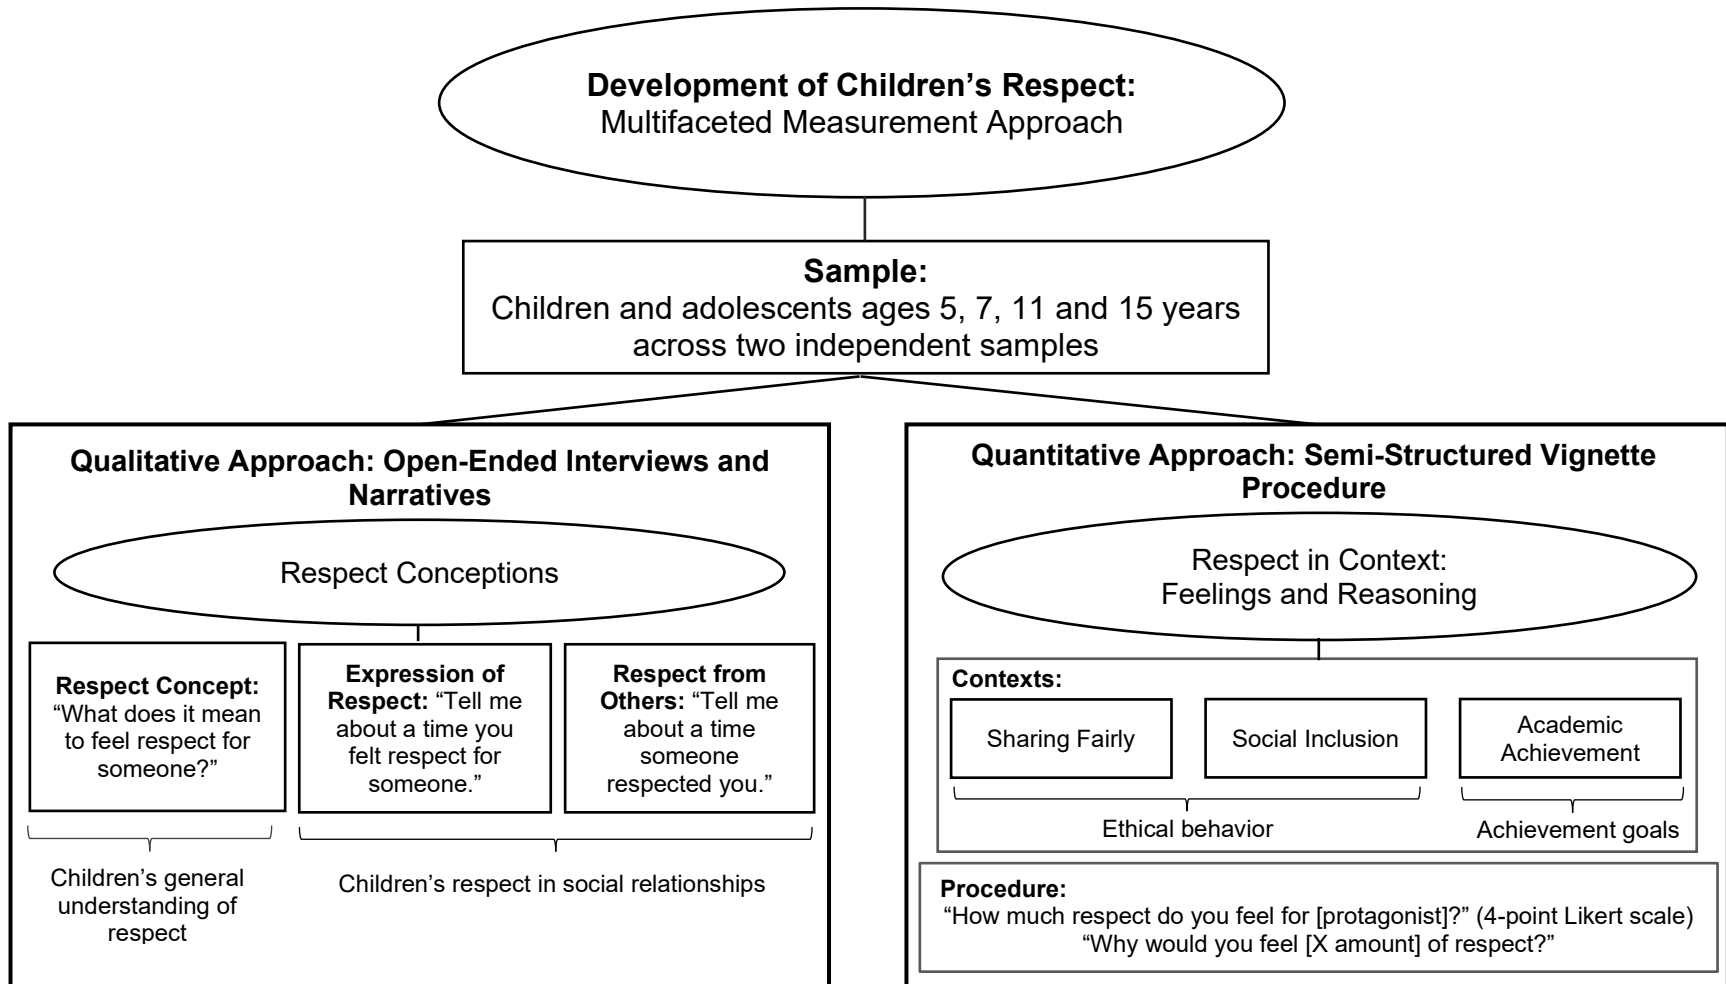 Development of Children’s Respect:
Multifaceted Measurement Approach
Sample:
Children and adolescents ages 5, 7, 11 and 15 years
across two independent samples
Qualitative Approach: Open-Ended Interviews and
Narratives
Respect Conceptions
Respect Concept:
“What does it mean
to feel respect for
someone?”
Expression of
Respect: “Tell me
about a time you
felt respect for
someone.”
Respect from
Others: “Tell me
about a time
someone
respected you.”
Children’s general
understanding of
respect
Children’s respect in social relationships
Quantitative Approach: Semi-Structured Vignette
Procedure
Respect in Context:
Feelings and Reasoning
Contexts:
Sharing Fairly
Social Inclusion
Academic
Achievement
Ethical behavior
Achievement goals
Procedure:
“How much respect do you feel for [protagonist]?” (4-point Likert scale)
“Why would you feel [X amount] of respect?”